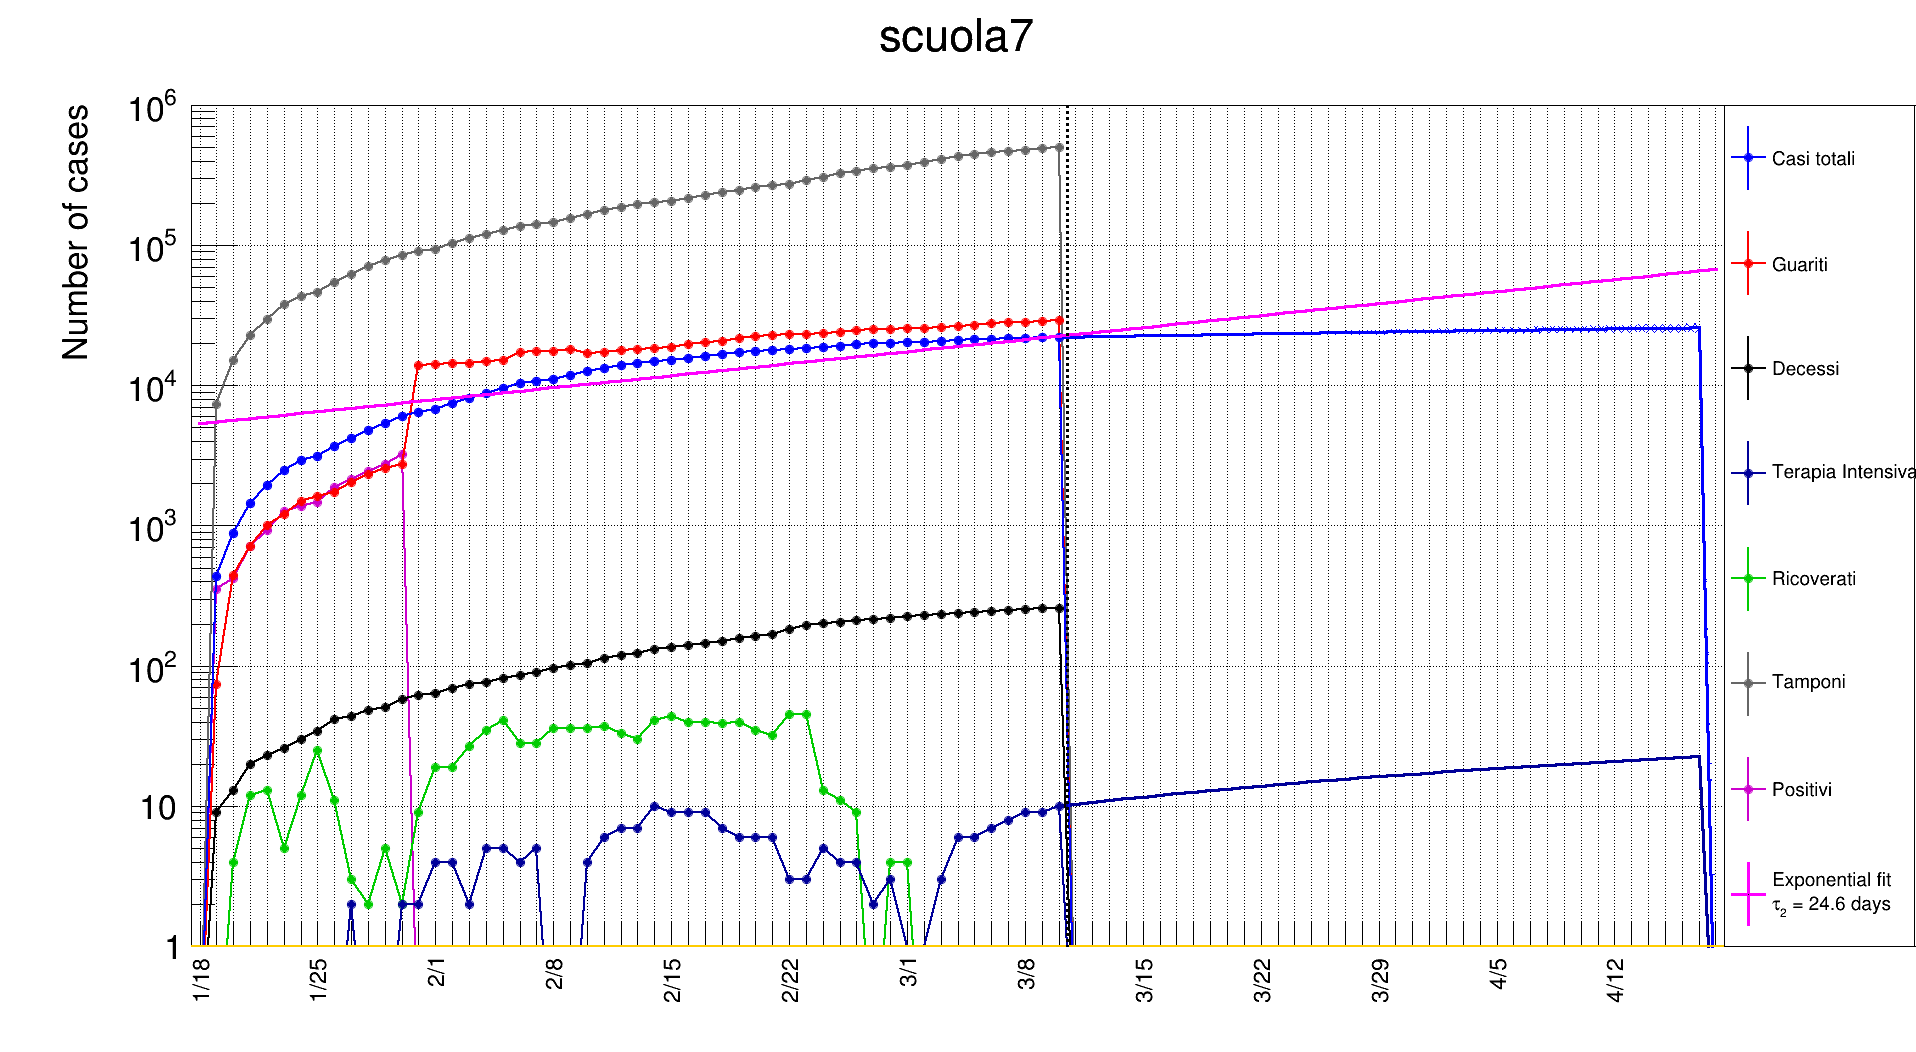 scuola7
Number of cases
10^6
10^5
10^4
10^3
10^2
10
1
1/18
1/25
2/1
2/8
2/15
2/22
3/1
3/8
3/15
3/22
3/29
4/5
4/12
Casi totali
Guariti
Decessi
Terapia Intensiva
Ricoverati
Tamponi
Positivi
Exponential fit
τ₂ = 24.6 days